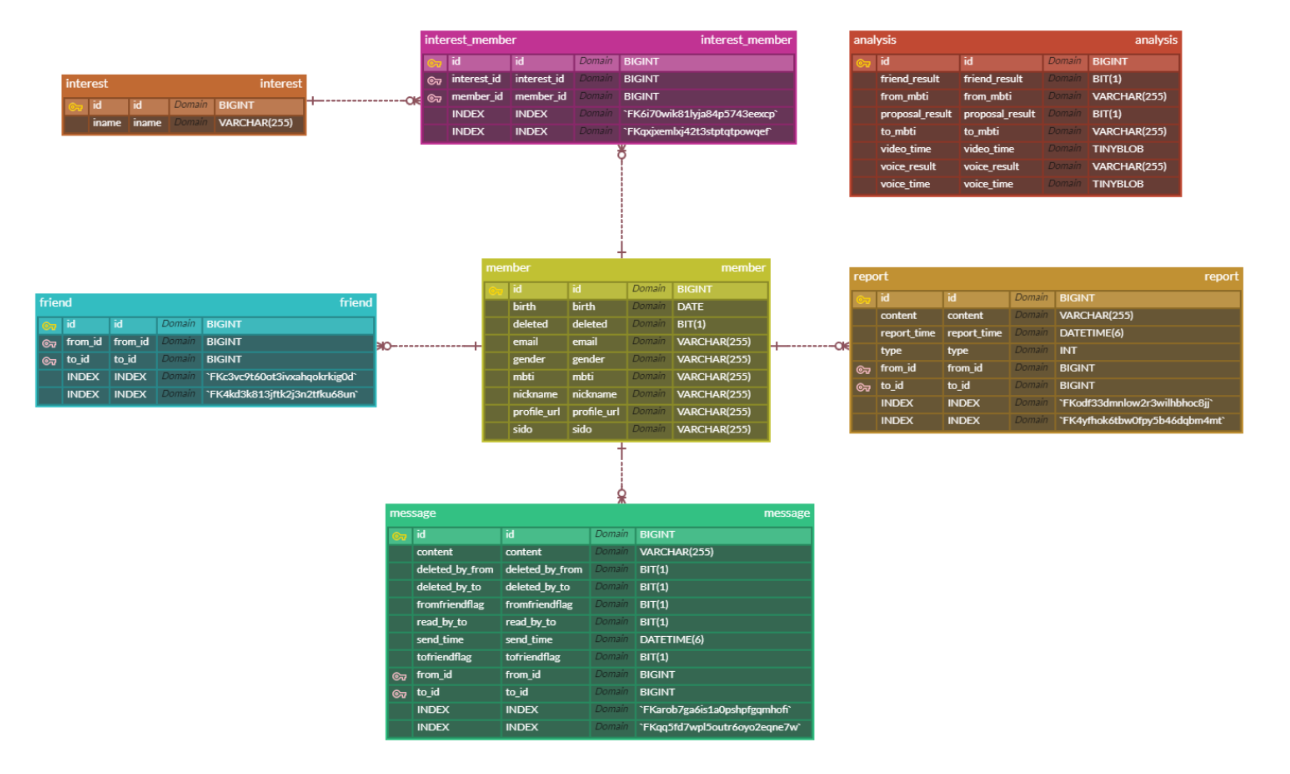 interest_member interest_member
id id Domain BIGINT
interest_id interest_id Domain BIGINT
member_id member_id Domain BIGINT
INDEX INDEX Domain `FK6i70wik81lyja84p5743eexcp`
INDEX INDEX Domain `FKqxjxemlxj42t3stptqtpowqef`
analysis analysis
id id Domain BIGINT
friend_result friend_result Domain BIT(1)
from_mbti from_mbti Domain VARCHAR(255)
proposal_result proposal_result Domain BIT(1)
to_mbti to_mbti Domain VARCHAR(255)
video_time video_time Domain TINYBLOB
voice_result voice_result Domain VARCHAR(255)
voice_time voice_time Domain TINYBLOB
interest interest
id id Domain BIGINT
iname iname Domain VARCHAR(255)
member member
id id Domain BIGINT
birth birth Domain DATE
deleted deleted Domain BIT(1)
email email Domain VARCHAR(255)
gender gender Domain VARCHAR(255)
mbti mbti Domain VARCHAR(255)
nickname nickname Domain VARCHAR(255)
profile_url profile_url Domain VARCHAR(255)
sido sido Domain VARCHAR(255)
report report
id id Domain BIGINT
content content Domain VARCHAR(255)
report_time report_time Domain DATETIME(6)
type type Domain INT
from_id from_id Domain BIGINT
to_id to_id Domain BIGINT
INDEX INDEX Domain `FKodf33dmnlow2r3wilhbhoc8jj`
INDEX INDEX Domain `FK4yfhok6tbw0fpy5b46dqbm4mt`
friend friend
id id Domain BIGINT
from_id from_id Domain BIGINT
to_id to_id Domain BIGINT
INDEX INDEX Domain `FKc3vc9t60ot3ivxahqokrkig0d`
INDEX INDEX Domain `FK4kd3k813jftk2j3n2tfku68un`
message message
id id Domain BIGINT
content content Domain VARCHAR(255)
deleted_by_from deleted_by_from Domain BIT(1)
deleted_by_to deleted_by_to Domain BIT(1)
fromfriendflag fromfriendflag Domain BIT(1)
read_by_to read_by_to Domain BIT(1)
send_time send_time Domain DATETIME(6)
tofriendflag tofriendflag Domain BIT(1)
from_id from_id Domain BIGINT
to_id to_id Domain BIGINT
INDEX INDEX Domain `FKarob7ga6is1a0pshpfgqmhofi`
INDEX INDEX Domain `FKqq5fd7wpl5outr6oyo2eqne7w`